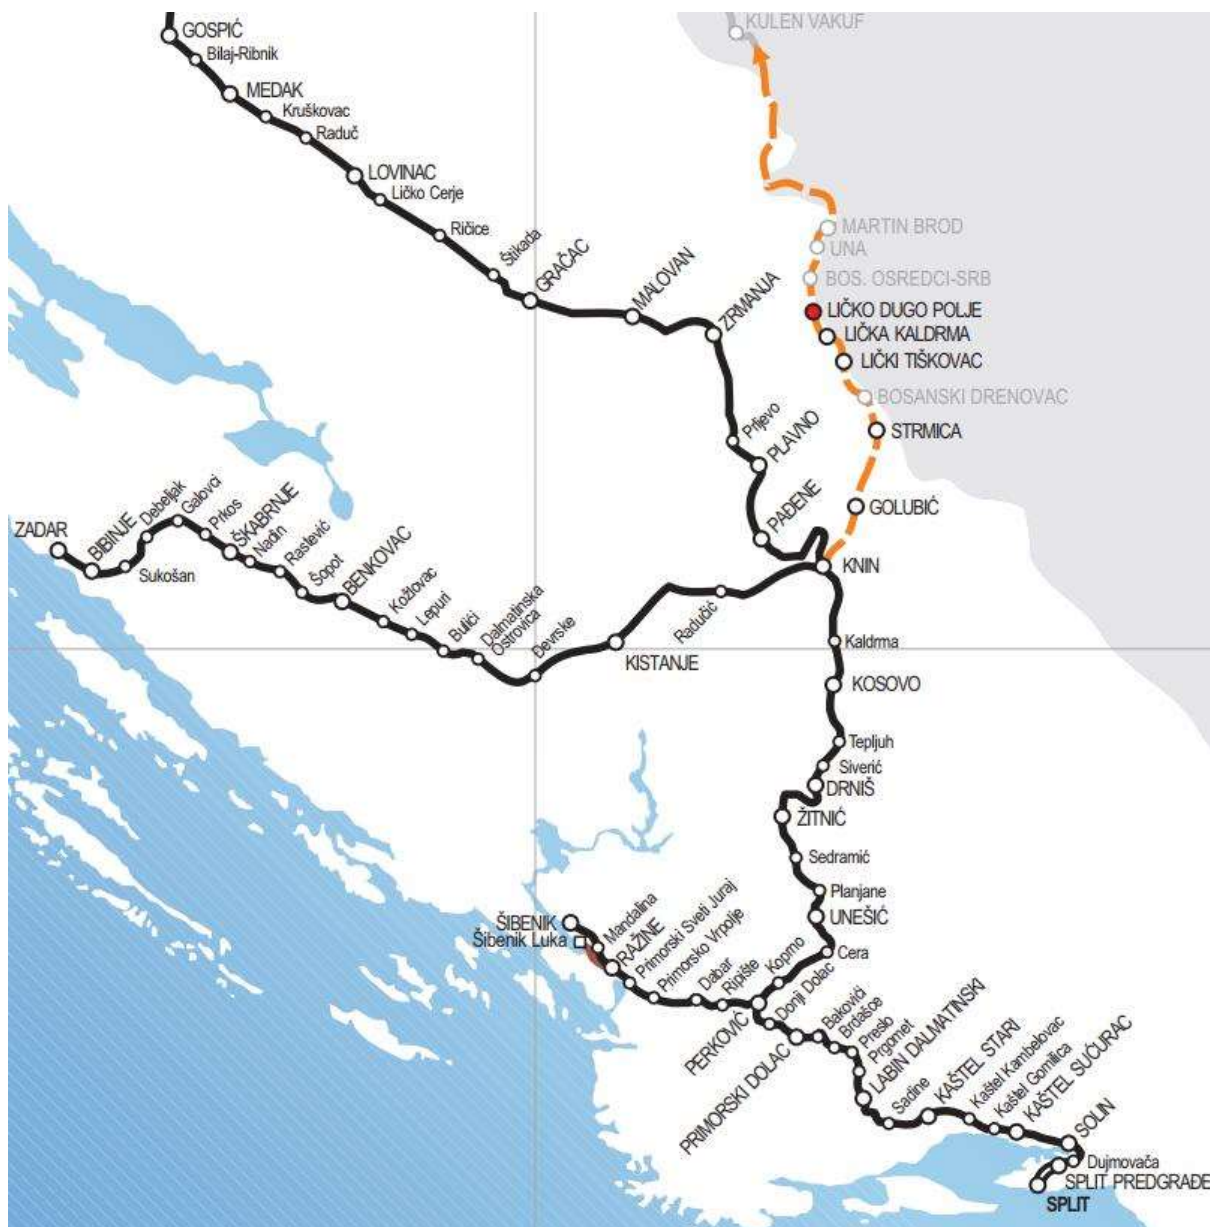 GOSPIĆ
KULEN VAKUF
Bilaj-Ribnik
MEDAK
Kruškovac
Raduč
LOVINAC
Ličko Cerje
Ričice
Štikada
GRAČAC
MALOVAN
ZRMANJA
MARTIN BROD
UNA
BOS. OSREDCI-SRB
LIČKO DUGO POLJE
LIČKA KALDRMA
LIČKI TIŠKOVAC
BOSANSKI DRENOVAC
STRMICA
GOLUBIĆ
Prljevo
PLAVNO
PAĐENE
KNIN
ZADAR
BIBINJE
Sukošan
Debeljak
Galovci
Prkos
ŠKABRNJE
Nadin
Raštević
Šopot
BENKOVAC
Kožlovac
Lepuri
Bulići
Dalmatinska
Ostrovica
Đevrske
KISTANJE
Radučić
Kaldrma
KOSOVO
Tepljuh
Siverić
DRNIŠ
ŽITNIĆ
Sedramić
Planjane
UNEŠIĆ
Cera
Koprno
ŠIBENIK
Šibenik Luka
Mandalina
RAŽINE
Primorski Sveti Juraj
Primorsko Vrpolje
Dabar
Ripište
PERKOVIĆ
Donji Dolac
PRIMORSKI DOLAC
Bakovići
Brdašce
Preslo
Prgomet
LABIN DALMATINSKI
Sadine
KAŠTEL STARI
Kaštel Kambelovac
Kaštel Gomilica
KAŠTEL SUĆURAC
SOLIN
Dujmovača
SPLIT PREDGRAĐE
SPLIT